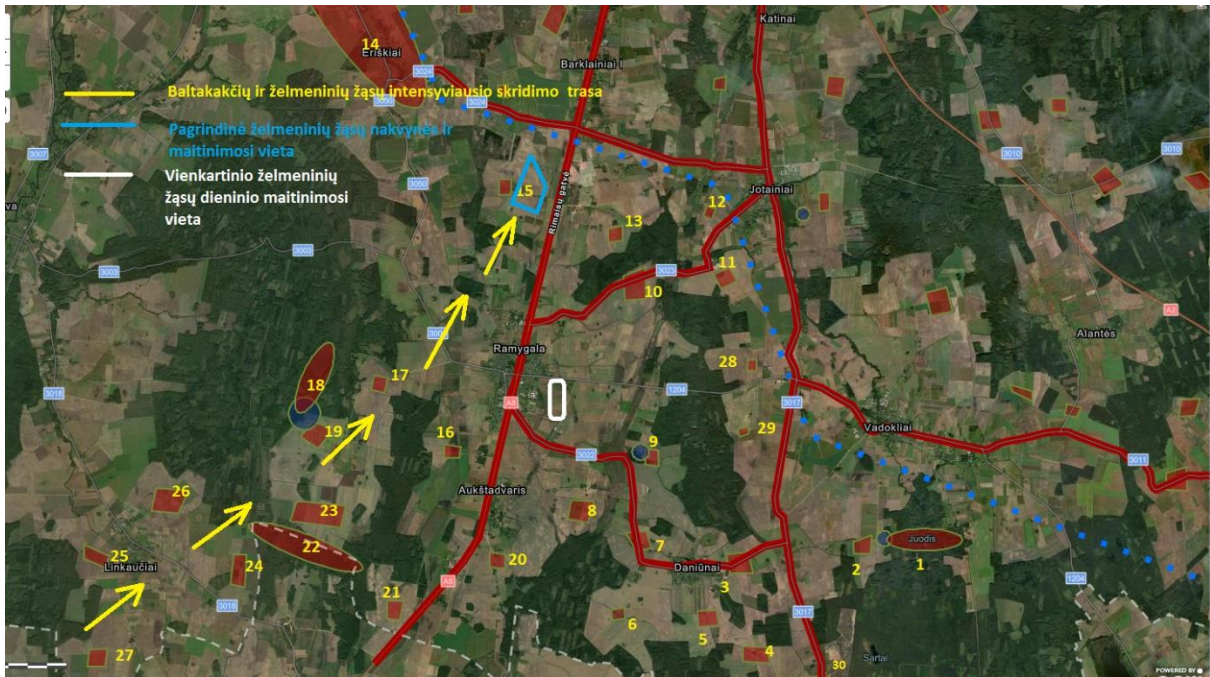 Katinai
14
Eriškiai
Barklainiai I
3024
Baltakakčių ir želmeninių žąsų intensyviausio skridimo trasa
3050
3024
Pagrindinė želmeninių žąsų nakvynės ir
maitinimosi vieta
3007
3010
3010
Vienkartinio želmeninių
žąsų dieninio maitinimosi
vieta
3050
15
Jotainiai
va
12
Rimaisų gatvė
13
3003
3003
11
3023
10
A2
Alantės
Ramygala
28
17
18
3016
1204
A8
3017
Vadokliai
19
16
29
9
3022
3011
26
Aukštadvaris
23
8
22
7
Juodis
25
Linkaučiai
24
20
Daniūnai
2
1
A8
3
1204
21
3018
3017
6
5
27
4
30
Sartai
POWERED BY